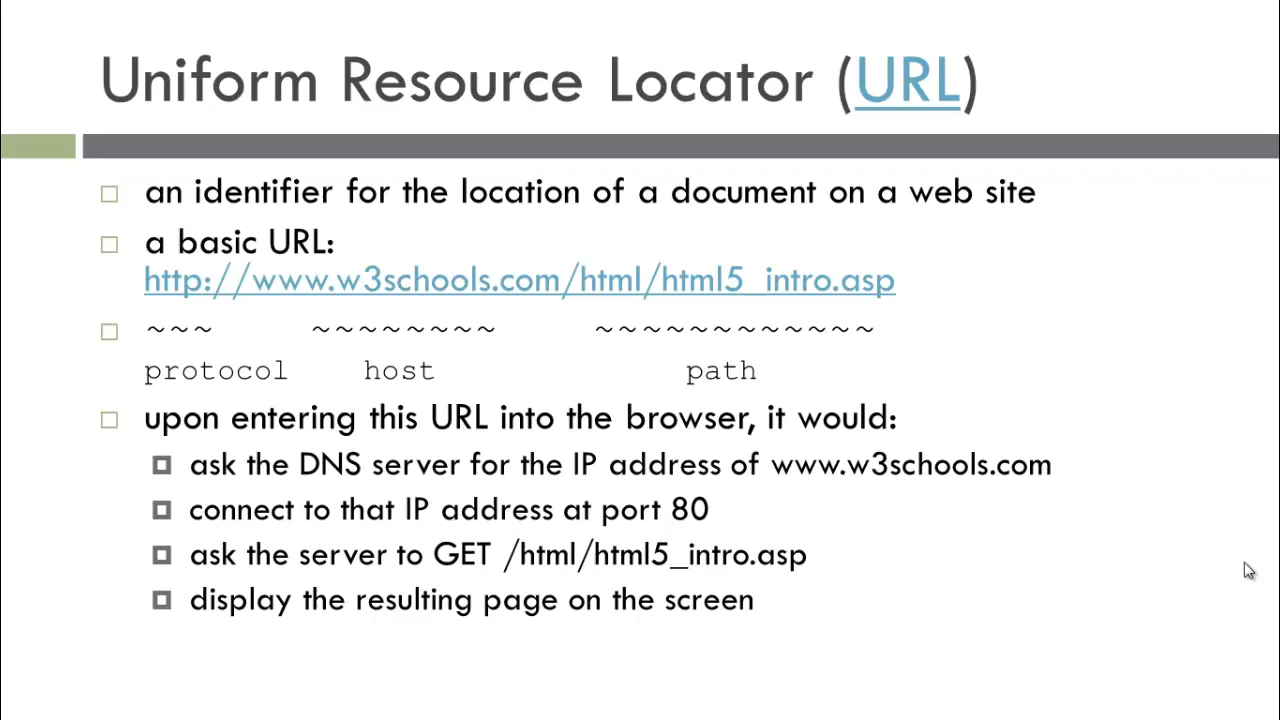 Uniform Resource Locator (URL)
an identifier for the location of a document on a web site
a basic URL:
http://www.w3schools.com/html/html5_intro.asp
~~~ ~~~~~~~~ ~~~~~~~~~~~~
protocol host path
upon entering this URL into the browser, it would:
ask the DNS server for the IP address of www.w3schools.com
connect to that IP address at port 80
ask the server to GET /html/html5_intro.asp
display the resulting page on the screen